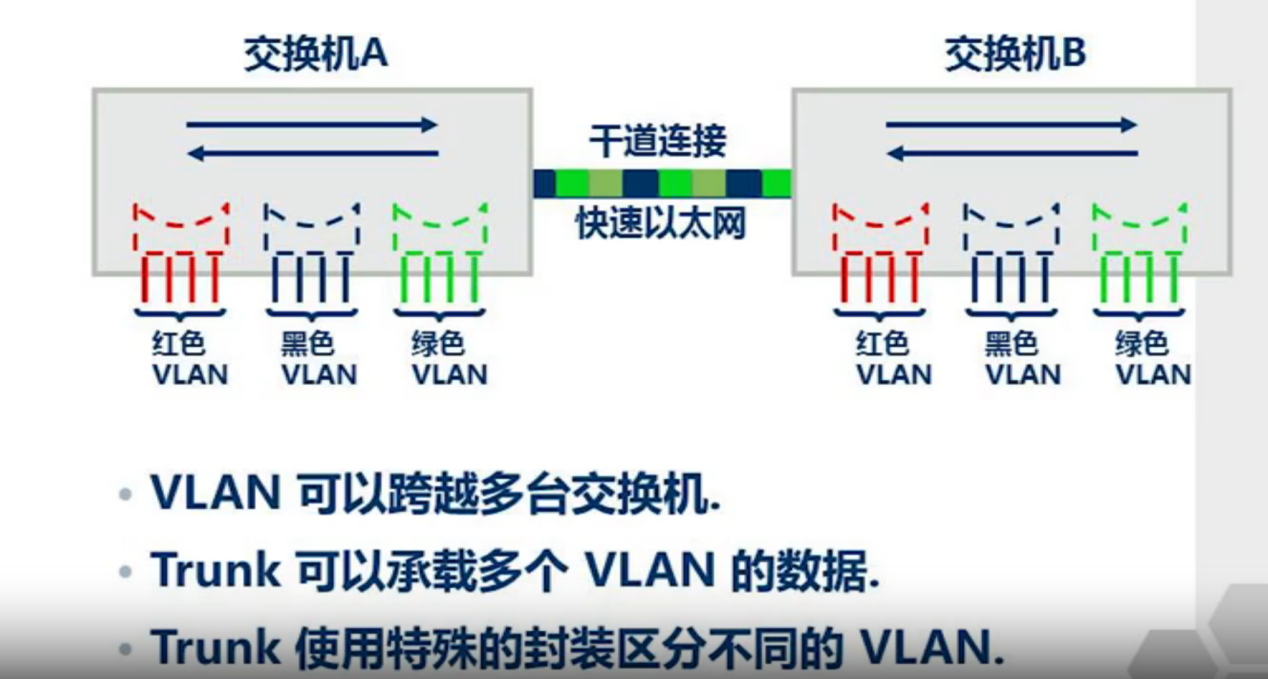 交换机A
交换机B
干道连接
快速以太网
红色
VLAN
黑色
VLAN
绿色
VLAN
红色
VLAN
黑色
VLAN
绿色
VLAN
• VLAN 可以跨越多台交换机.
• Trunk 可以承载多个 VLAN 的数据.
• Trunk 使用特殊的封装区分不同的 VLAN.